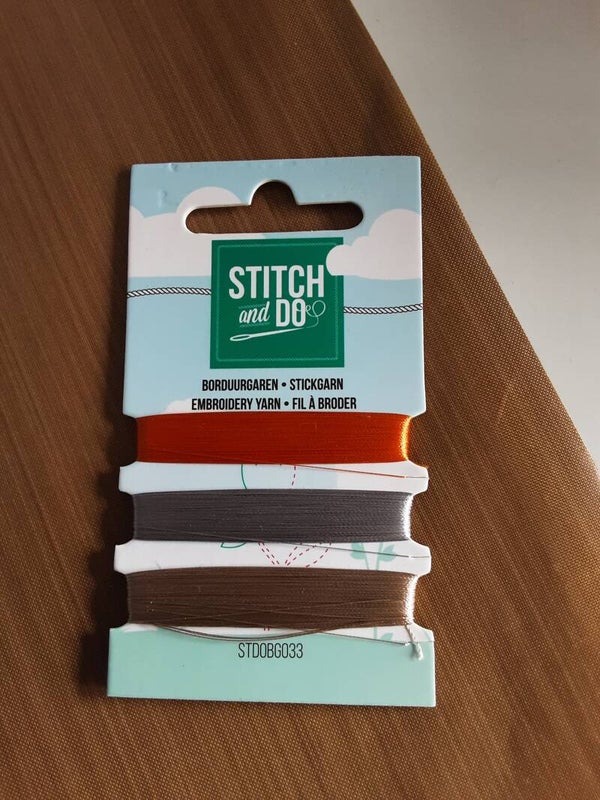 STITCH
and DO
BORDUURGAREN • STICKGARN
EMBROIDERY YARN • FIL À BRODER
STDOBG033